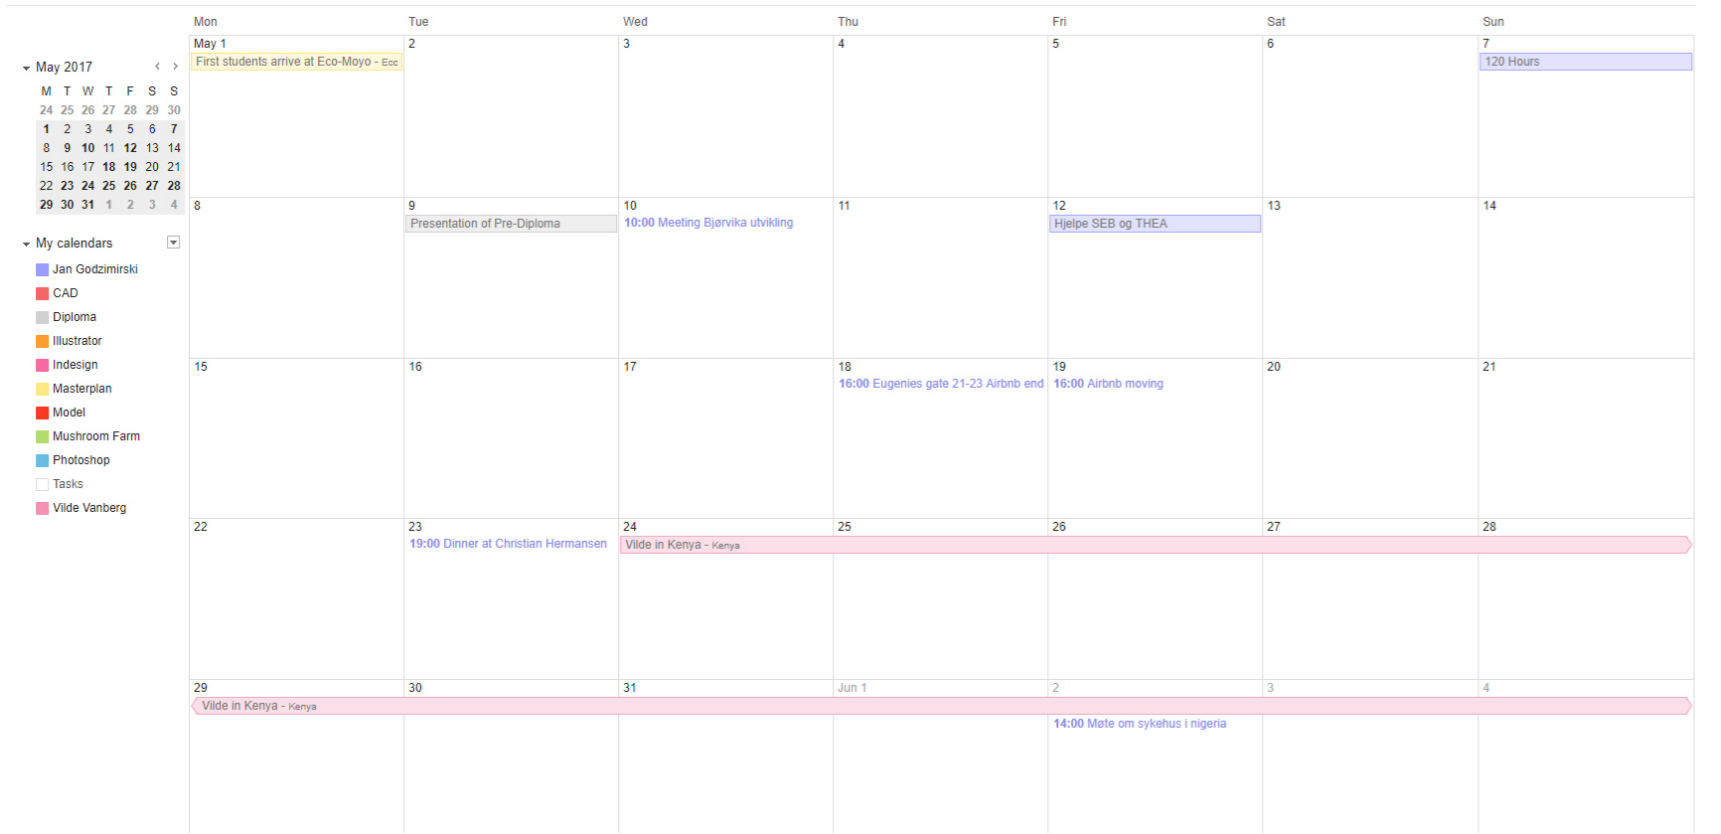 Mon Tue Wed Thu Fri Sat Sun
May 2017 < >
M T W T F S S
24 25 26 27 28 29 30
1 2 3 4 5 6 7
8 9 10 11 12 13 14
15 16 17 18 19 20 21
22 23 24 25 26 27 28
29 30 31 1 2 3 4
My calendars
Jan Godzimirski
CAD
Diploma
Illustrator
Indesign
Masterplan
Model
Mushroom Farm
Photoshop
Tasks
Vilde Vanberg
May 1 2 3 4 5 6 7
First students arrive at Eco-Moyo - Ecc
120 Hours
8 9 10 11 12 13 14
Presentation of Pre-Diploma
10:00 Meeting Bjørvika utvikling
Hjelpe SEB og THEA
15 16 17 18 19 20 21
16:00 Eugenies gate 21-23 Airbnb end
16:00 Airbnb moving
22 23 24 25 26 27 28
19:00 Dinner at Christian Hermansen
Vilde in Kenya - Kenya
29 30 31 Jun 1 2 3 4
Vilde in Kenya - Kenya
14:00 Møte om sykehus i nigeria